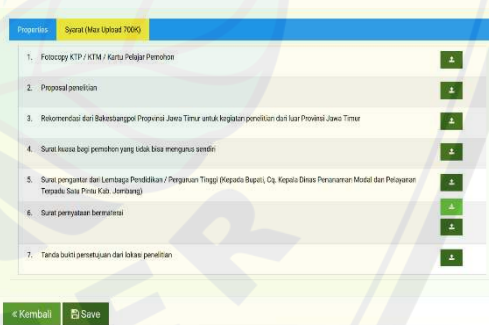 Properties
Syarat (Max Upload 700K)
1. Fotocopy KTP / KTM / Kartu Pelajar Pemohon
2. Proposal penelitian
3. Rekomendasi dari Bakesbangpol Propvinsi Jawa Timur untuk kegiatan penelitian dari luar Provinsi Jawa Timur
4. Surat kuasa bagi pemohon yang tidak bisa mengurus sendiri
5. Surat pengantar dari Lembaga Pendidikan / Perguruan Tinggi (Kepada Bupati, Cq. Kepala Dinas Penanaman Modal dan Pelayanan
Terpadu Satu Pintu Kab. Jombang)
6. Surat pernyataan bermaterai
7. Tanda bukti persetujuan dari lokasi penelitian
« Kembali
Save